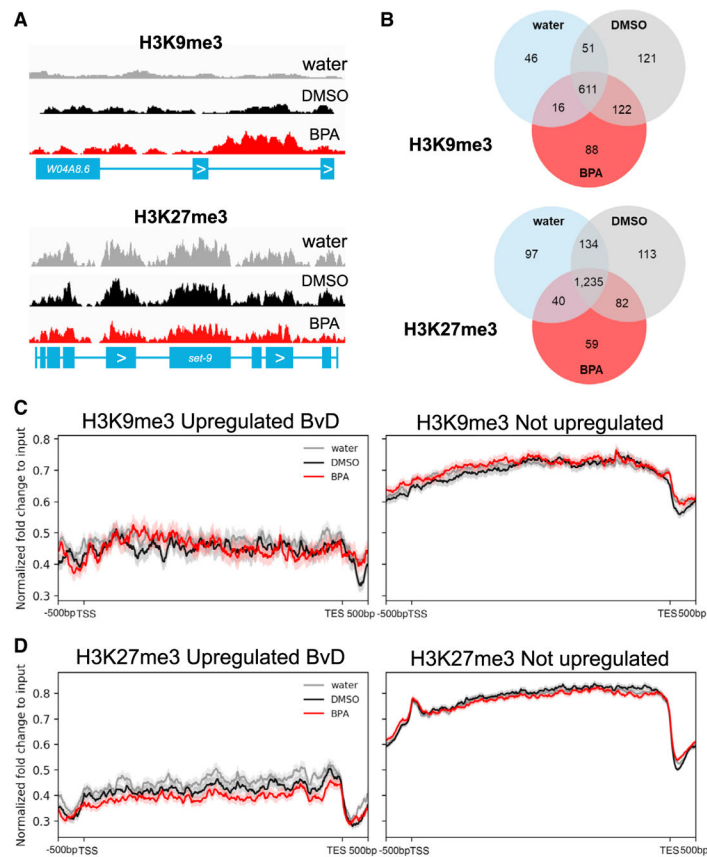 A
H3K9me3
water
DMSO
BPA
W04A8.6
>
>
H3K27me3
water
DMSO
BPA
>
set-9
>
B
water
DMSO
46
51
121
611
16
122
88
BPA
H3K9me3
water
DMSO
97
134
113
1,235
40
82
59
BPA
H3K27me3
C
H3K9me3 Upregulated BvD
H3K9me3 Not upregulated
Normalized fold change to input
0.8
0.7
0.6
0.5
0.4
0.3
water
DMSO
BPA
-500bp TSS
TES 500bp
-500bp TSS
TES 500bp
D
H3K27me3 Upregulated BvD
H3K27me3 Not upregulated
Normalized fold change to input
0.8
0.7
0.6
0.5
0.4
0.3
water
DMSO
BPA
-500bp TSS
TES 500bp
-500bp TSS
TES 500bp